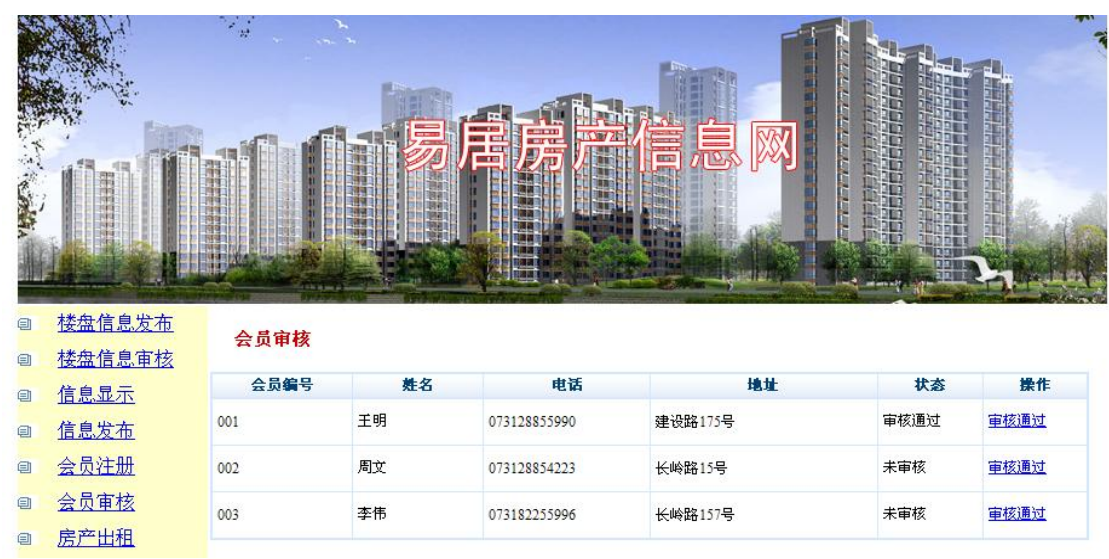 易居房产信息网
楼盘信息发布
楼盘信息审核
信息显示
信息发布
会员注册
会员审核
房产出租
会员审核
会员编号 姓名 电话 地址 状态 操作
001 王明 073128855990 建设路175号 审核通过 审核通过
002 周文 073128854223 长岭路15号 未审核 审核通过
003 李伟 073182255996 长岭路157号 未审核 审核通过